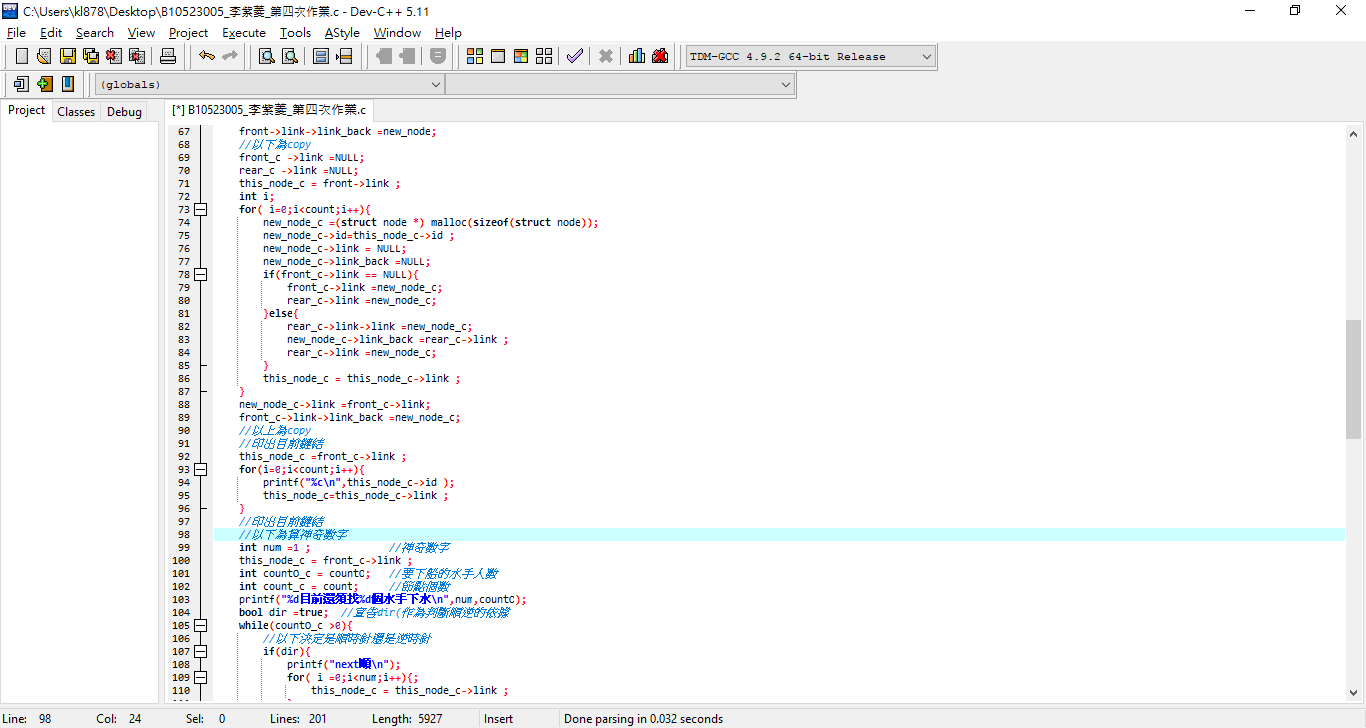 C:\Users\kl878\Desktop\B10523005_李紫菱_第四次作業.c - Dev-C++ 5.11
File Edit Search View Project Execute Tools AStyle Window Help
TDM-GCC 4.9.2 64-bit Release
(globals)
Project Classes Debug
[*] B10523005_李紫菱_第四次作業.c
67 front->link->link_back =new_node;
68 //以下為copy
69 front_c ->link =NULL;
70 rear_c ->link =NULL;
71 this_node_c = front->link ;
72 int i;
73 for( i=0;i<count;i++){
74 new_node_c =(struct node *) malloc(sizeof(struct node));
75 new_node_c->id=this_node_c->id ;
76 new_node_c->link = NULL;
77 new_node_c->link_back =NULL;
78 if(front_c->link == NULL){
79 front_c->link =new_node_c;
80 rear_c->link =new_node_c;
81 }else{
82 rear_c->link->link =new_node_c;
83 new_node_c->link_back =rear_c->link ;
84 rear_c->link =new_node_c;
85 }
86 this_node_c = this_node_c->link ;
87 }
88 new_node_c->link =front_c->link;
89 front_c->link->link_back =new_node_c;
90 //以上為copy
91 //印出目前鏈結
92 this_node_c =front_c->link ;
93 for(i=0;i<count;i++){
94 printf("%c\n",this_node_c->id );
95 this_node_c=this_node_c->link ;
96 }
97 //印出目前鏈結
98 //以下為算神奇數字
99 int num =1 ; //神奇數字
100 this_node_c = front_c->link ;
101 int countO_c = countO; //要下船的水手人數
102 int count_c = count; //節點個數
103 printf("%d目前還須找%d個水手下水\n",num,countO);
104 bool dir =true; //宣告dir(作為判斷順逆的依據
105 while(countO_c >0){
106 //以下決定是順時針還是逆時針
107 if(dir){
108 printf("next順\n");
109 for( i =0;i<num;i++){;
110 this_node_c = this_node_c->link ;
Line: 98 Col: 24 Sel: 0 Lines: 201 Length: 5927 Insert Done parsing in 0.032 seconds